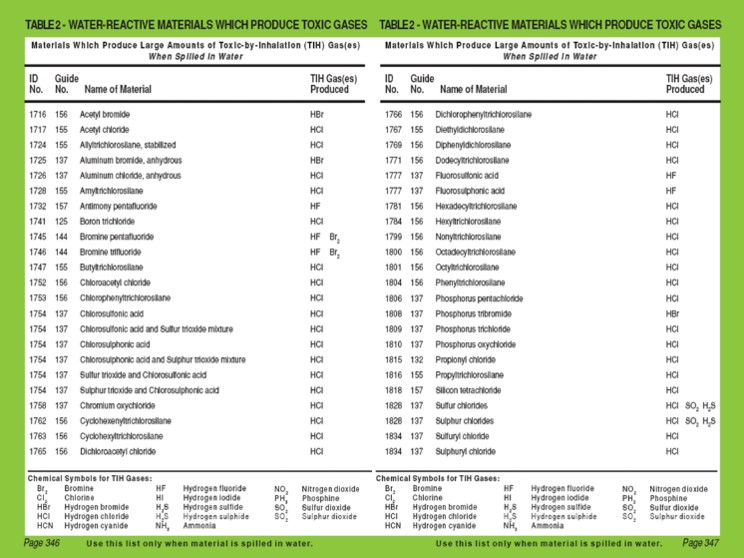 TABLE 2 - WATER-REACTIVE MATERIALS WHICH PRODUCE TOXIC GASES
Materials Which Produce Large Amounts of Toxic-by-Inhalation (TIH) Gas(es)
When Spilled in Water
ID Guide TIH Gas(es)
No. No. Name of Material Produced
1716 156 Acetyl bromide HBr
1717 155 Acetyl chloride HCl
1724 155 Allyltrichlorosilane, stabilized HCl
1725 137 Aluminum bromide, anhydrous HBr
1726 137 Aluminum chloride, anhydrous HCl
1728 155 Amyltrichlorosilane HCl
1732 157 Antimony pentafluoride HF
1741 125 Boron trichloride HCl
1745 144 Bromine pentafluoride HF Br₂
1746 144 Bromine trifluoride HF Br₂
1747 155 Butyltrichlorosilane HCl
1752 156 Chloroacetyl chloride HCl
1753 156 Chlorophenyltrichlorosilane HCl
1754 137 Chlorosulfonic acid HCl
1754 137 Chlorosulfonic acid and Sulfur trioxide mixture HCl
1754 137 Chlorosulphonic acid HCl
1754 137 Chlorosulphonic acid and Sulphur trioxide mixture HCl
1754 137 Sulfur trioxide and Chlorosulfonic acid HCl
1754 137 Sulphur trioxide and Chlorosulphonic acid HCl
1758 137 Chromium oxychloride HCl
1762 156 Cyclohexenyltrichlorosilane HCl
1763 156 Cyclohexyltrichlorosilane HCl
1765 156 Dichloroacetyl chloride HCl
Chemical Symbols for TIH Gases:
Br₂ Bromine HF Hydrogen fluoride NO₂ Nitrogen dioxide
Cl₂ Chlorine HI Hydrogen iodide PH₃ Phosphine
HBr Hydrogen bromide H₂S Hydrogen sulfide SO₂ Sulfur dioxide
HCl Hydrogen chloride H₂S Hydrogen sulphide SO₂ Sulphur dioxide
HCN Hydrogen cyanide NH₃ Ammonia
Page 346 Use this list only when material is spilled in water.
TABLE 2 - WATER-REACTIVE MATERIALS WHICH PRODUCE TOXIC GASES
Materials Which Produce Large Amounts of Toxic-by-Inhalation (TIH) Gas(es)
When Spilled in Water
ID Guide TIH Gas(es)
No. No. Name of Material Produced
1766 156 Dichlorophenyltrichlorosilane HCl
1767 155 Diethyldichlorosilane HCl
1769 156 Diphenyldichlorosilane HCl
1771 156 Dodecyltrichlorosilane HCl
1777 137 Fluorosulfonic acid HF
1777 137 Fluorosulphonic acid HF
1781 156 Hexadecyltrichlorosilane HCl
1784 156 Hexyltrichlorosilane HCl
1799 156 Nonyltrichlorosilane HCl
1800 156 Octadecyltrichlorosilane HCl
1801 156 Octyltrichlorosilane HCl
1804 156 Phenyltrichlorosilane HCl
1806 137 Phosphorus pentachloride HCl
1808 137 Phosphorus tribromide HBr
1809 137 Phosphorus trichloride HCl
1810 137 Phosphorus oxychloride HCl
1815 132 Propionyl chloride HCl
1816 155 Propyltrichlorosilane HCl
1818 157 Silicon tetrachloride HCl
1828 137 Sulfur chlorides HCl SO₂ H₂S
1828 137 Sulphur chlorides HCl SO₂ H₂S
1834 137 Sulfuryl chloride HCl
1834 137 Sulphuryl chloride HCl
Chemical Symbols for TIH Gases:
Br₂ Bromine HF Hydrogen fluoride NO₂ Nitrogen dioxide
Cl₂ Chlorine HI Hydrogen iodide PH₃ Phosphine
HBr Hydrogen bromide H₂S Hydrogen sulfide SO₂ Sulfur dioxide
HCl Hydrogen chloride H₂S Hydrogen sulphide SO₂ Sulphur dioxide
HCN Hydrogen cyanide NH₃ Ammonia
Use this list only when material is spilled in water. Page 347